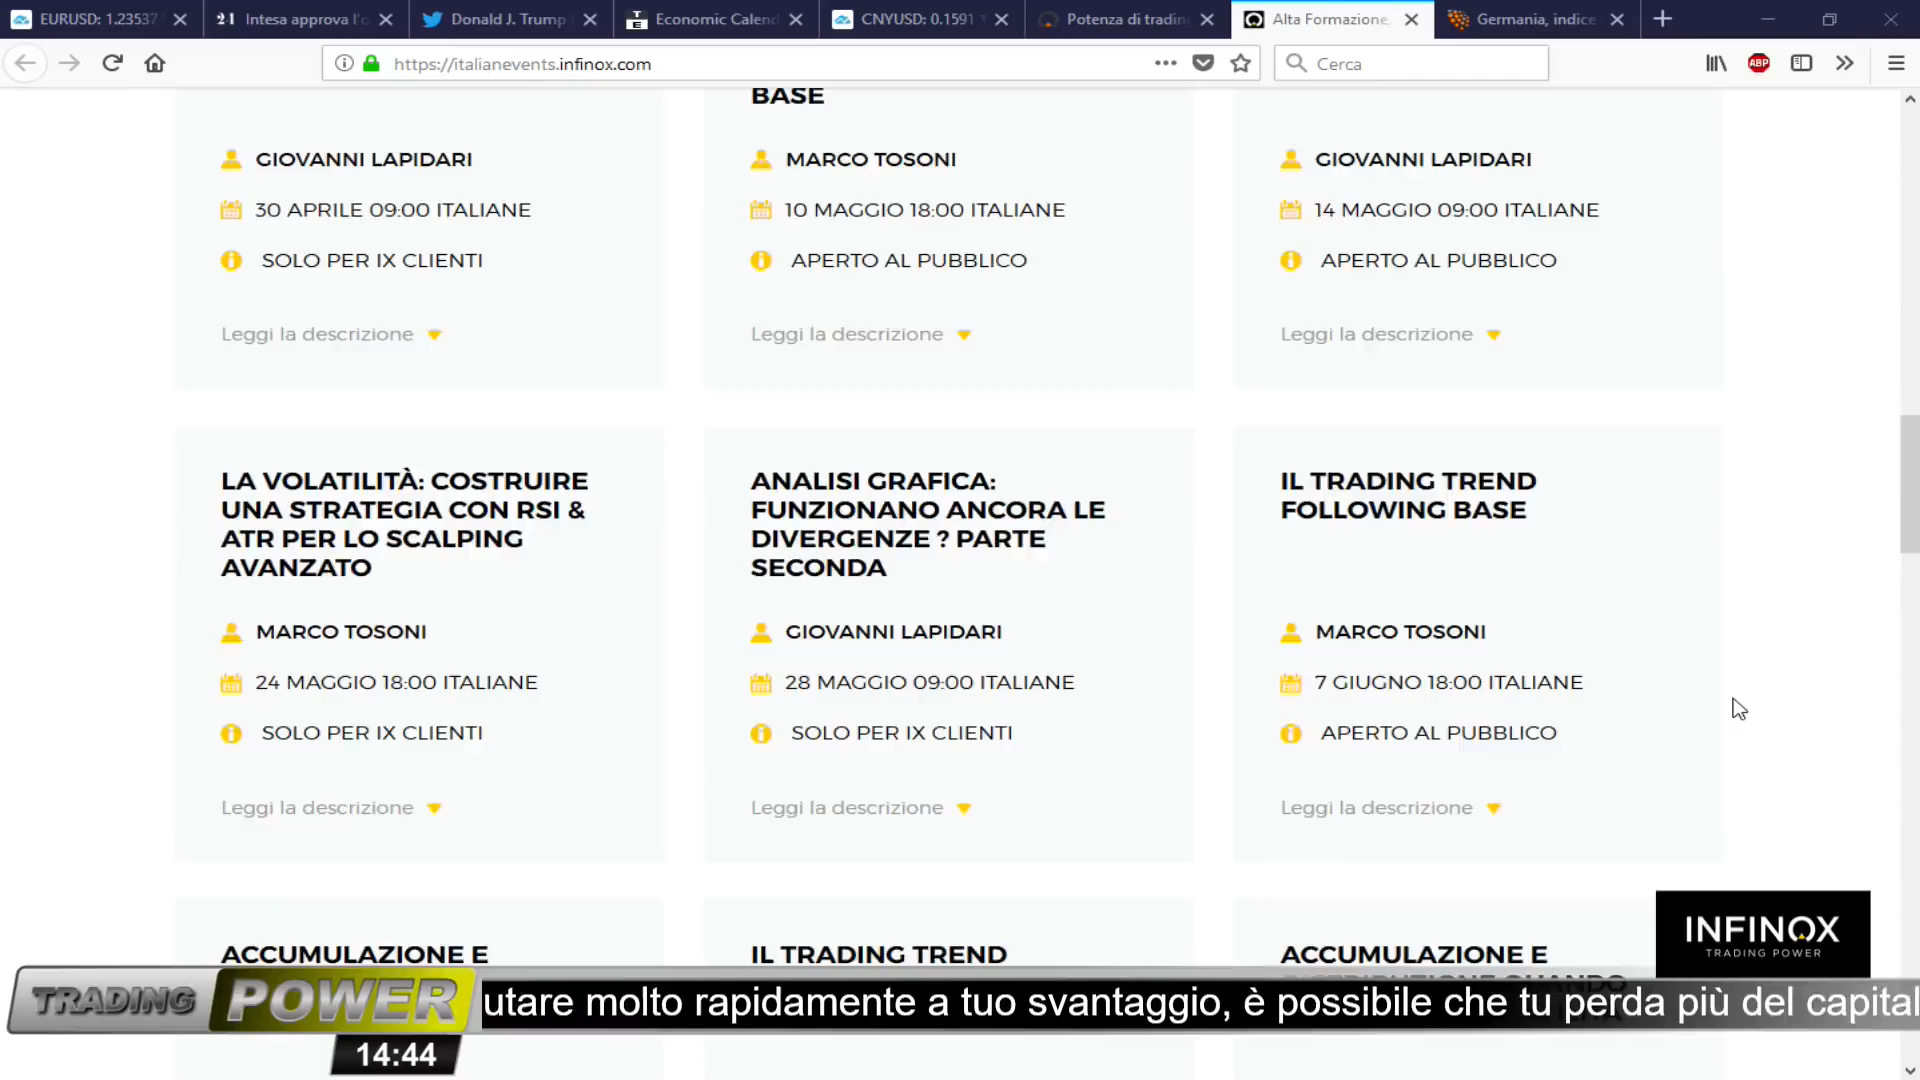 EURUSD: 1.23537
Intesa approva l'o
Donald J. Trump
Economic Calend
CNYUSD: 0.1591
Potenza di tradin
Alta Formazione,
Germania, indice
https://italianevents.infinox.com
Cerca
ABP
BASE
GIOVANNI LAPIDARI
30 APRILE 09:00 ITALIANE
SOLO PER IX CLIENTI
Leggi la descrizione
MARCO TOSONI
10 MAGGIO 18:00 ITALIANE
APERTO AL PUBBLICO
Leggi la descrizione
GIOVANNI LAPIDARI
14 MAGGIO 09:00 ITALIANE
APERTO AL PUBBLICO
Leggi la descrizione
LA VOLATILITÀ: COSTRUIRE
UNA STRATEGIA CON RSI &
ATR PER LO SCALPING
AVANZATO
MARCO TOSONI
24 MAGGIO 18:00 ITALIANE
SOLO PER IX CLIENTI
Leggi la descrizione
ANALISI GRAFICA:
FUNZIONANO ANCORA LE
DIVERGENZE ? PARTE
SECONDA
GIOVANNI LAPIDARI
28 MAGGIO 09:00 ITALIANE
SOLO PER IX CLIENTI
Leggi la descrizione
IL TRADING TREND
FOLLOWING BASE
MARCO TOSONI
7 GIUGNO 18:00 ITALIANE
APERTO AL PUBBLICO
Leggi la descrizione
ACCUMULAZIONE E
IL TRADING TREND
ACCUMULAZIONE E
INFINOX
TRADING POWER
TRADING POWER
utare molto rapidamente a tuo svantaggio, è possibile che tu perda più del capital
14:44